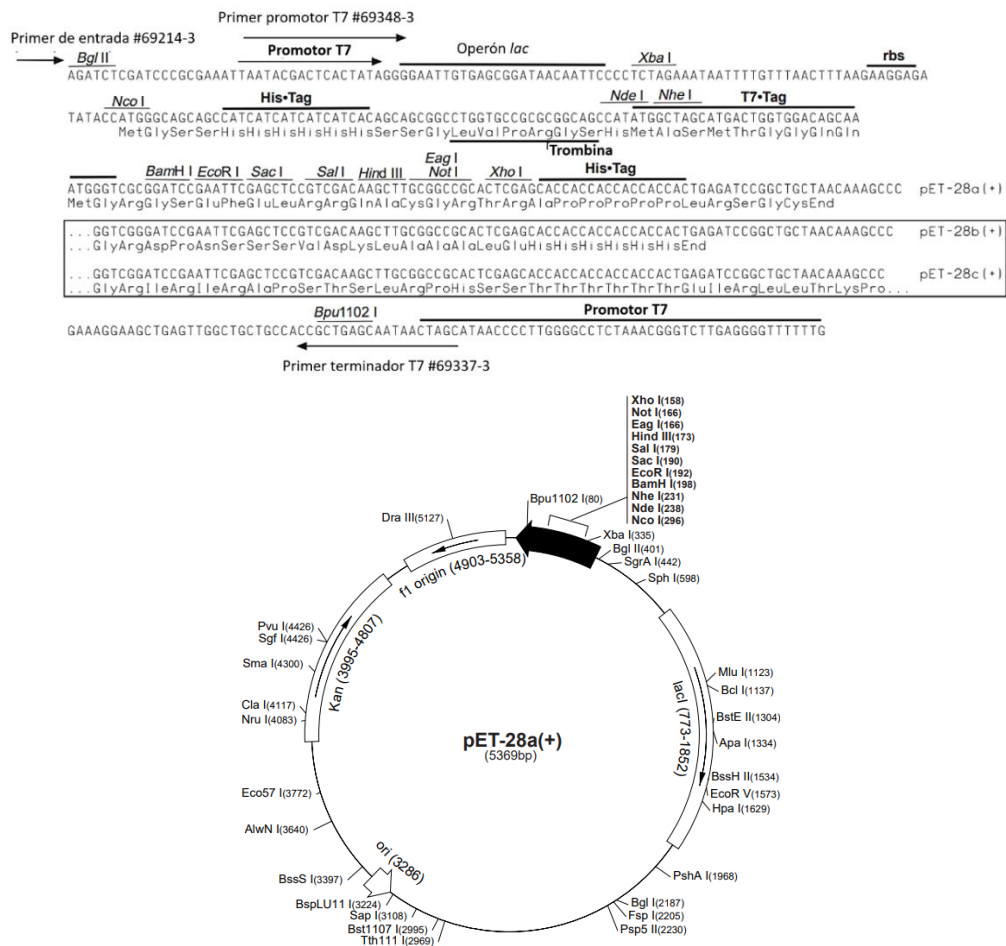 Primer promotor T7 #69348-3
Primer de entrada #69214-3
Bgl II
Promotor T7
Operón lac
Xba I
rbs
AGATCTCGATCCCGCGAAATTAATACGACTCACTATAGGGGAATTGTGAGCGGATAACAATTCCCCTCTAGAAATAATTTTGTTTAACTTTAAGAAGGAGA
Nco I
His•Tag
Nde I
Nhe I
T7•Tag
TATACCATGGGCAGCAGCCATCATCATCATCATCACAGCAGCGGCCTGGTGCCGCGCGGCAGCCATATGGCTAGCATGACTGGTGGACAGCAA
MetGlySerSerHisHisHisHisHisHisSerSerGlyLeuValProArgGlySerHisMetAlaSerMetThrGlyGlyGlnGln
Trombina
BamH I
EcoR I
Sac I
Sal I
Hind III
Eag I
Not I
Xho I
His•Tag
ATGGGTCGCGGATCCGAATTCGAGCTCCGTCGACAAGCTTGCGGCCGCACTCGAGCACCACCACCACCACCACTGAGATCCGGCTGCTAACAAAGCCC pET-28a(+)
MetGlyArgGlySerGluPheGluLeuArgArgGlnAlaCysGlyArgThrArgAlaProProProProProLeuArgSerGlyCysEnd
...GGTCGGGATCCGAATTCGAGCTCCGTCGACAAGCTTGCGGCCGCACTCGAGCACCACCACCACCACCACTGAGATCCGGCTGCTAACAAAGCCC pET-28b(+)
...GlyArgAspProAsnSerSerSerValAspLysLeuAlaAlaAlaLeuGluHisHisHisHisHisHisEnd
...GGTCGGATCCGAATTCGAGCTCCGTCGACAAGCTTGCGGCCGCACTCGAGCACCACCACCACCACCACTGAGATCCGGCTGCTAACAAAGCCC pET-28c(+)
...GlyArgIleArgIleArgAlaProSerThrSerLeuArgProHisSerSerThrThrThrThrThrThrGluIleArgLeuLeuThrLysPro...
Bpu1102 I
Promotor T7
GAAAGGAAGCTGAGTTGGCTGCTGCCACCGCTGAGCAATAACTAGCATAACCCCTTGGGGCCTCTAAACGGGTCTTGAGGGGTTTTTTG
Primer terminador T7 #69337-3
Xho I(158)
Not I(166)
Eag I(166)
Hind III(173)
Sal I(179)
Sac I(190)
EcoR I(192)
BamH I(198)
Nhe I(231)
Nde I(238)
Nco I(296)
Bpu1102 I(80)
Dra III(5127)
Xba I(335)
Bgl II(401)
SgrA I(442)
Sph I(598)
f1 origin (4903-5358)
Pvu I(4426)
Sgf I(4426)
Sma I(4300)
Kan (3995-4807)
Cla I(4117)
Nru I(4083)
Mlu I(1123)
Bcl I(1137)
BstE II(1304)
Apa I(1334)
lacI (773-1852)
pET-28a(+)
(5369bp)
BssH II(1534)
EcoR V(1573)
Hpa I(1629)
Eco57 I(3772)
AlwN I(3640)
ori (3286)
BssS I(3397)
PshA I(1968)
BspLU11 I(3224)
Sap I(3108)
Bst1107 I(2995)
Tth111 I(2969)
Bgl I(2187)
Fsp I(2205)
Psp5 II(2230)